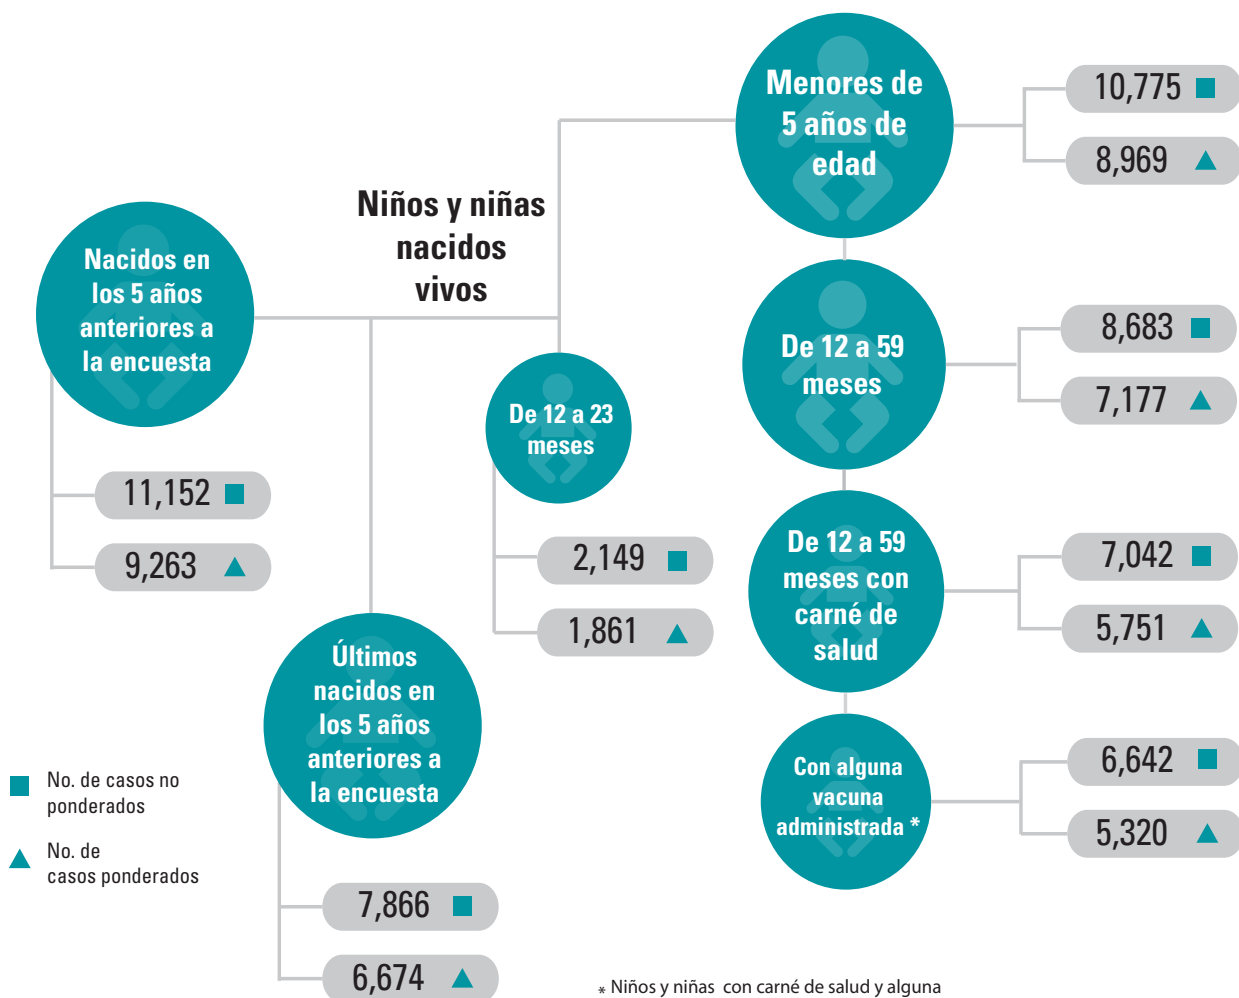 Niños y niñas
nacidos
vivos
Nacidos en
los 5 años
anteriores a
la encuesta
11,152
9,263
Últimos
nacidos en
los 5 años
anteriores a
la encuesta
7,866
6,674
De 12 a 23
meses
2,149
1,861
Menores de
5 años de
edad
10,775
8,969
De 12 a 59
meses
8,683
7,177
De 12 a 59
meses con
carné de
salud
7,042
5,751
Con alguna
vacuna
administrada *
6,642
5,320
No. de casos no
ponderados
No. de
casos ponderados
* Niños y niñas con carné de salud y alguna